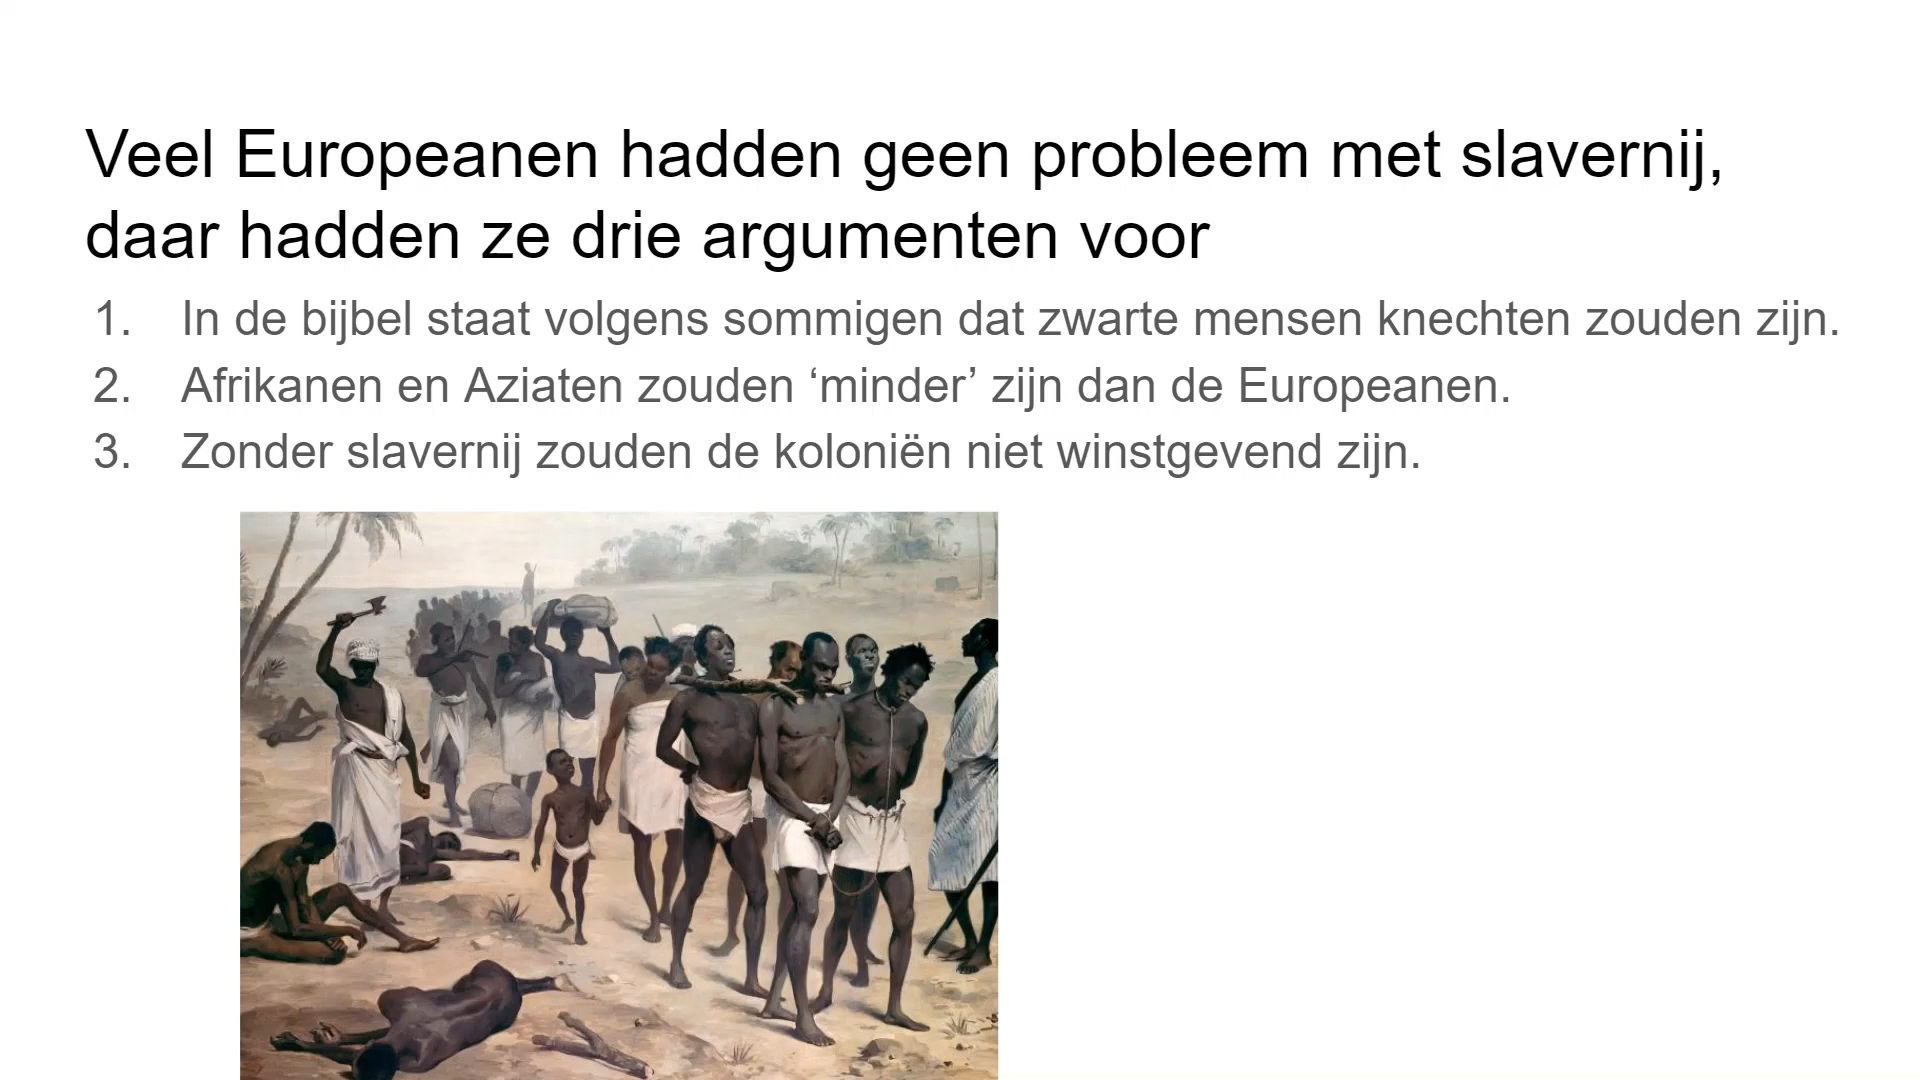 Veel Europeanen hadden geen probleem met slavernij,
daar hadden ze drie argumenten voor
1. In de bijbel staat volgens sommigen dat zwarte mensen knechten zouden zijn.
2. Afrikanen en Aziaten zouden ‘minder’ zijn dan de Europeanen.
3. Zonder slavernij zouden de koloniën niet winstgevend zijn.